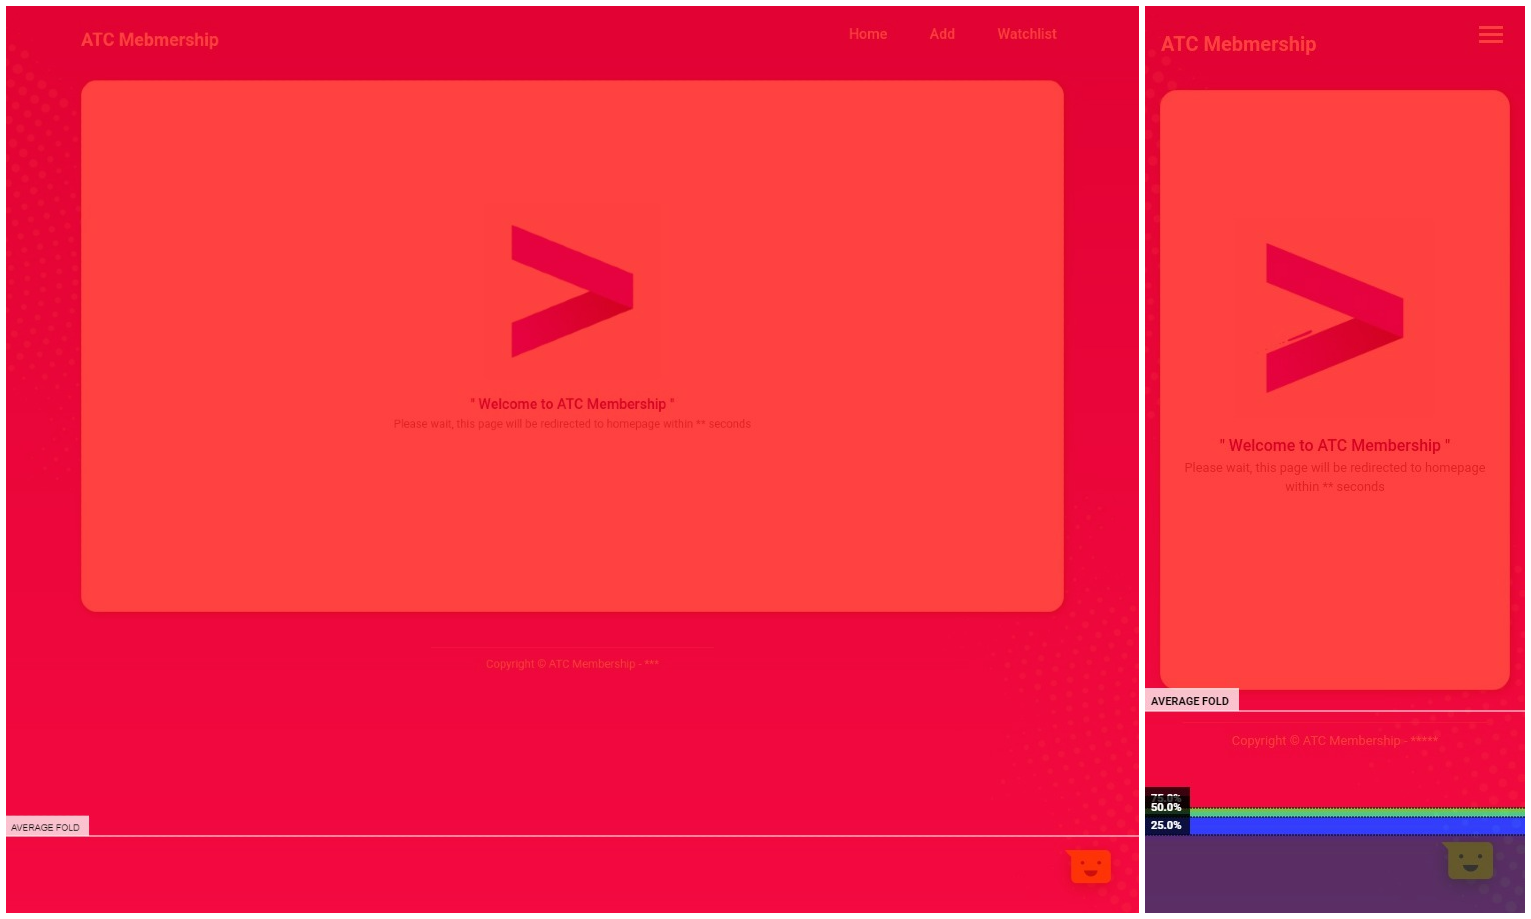 ATC Mebmership
Home Add Watchlist
" Welcome to ATC Membership "
Please wait, this page will be redirected to homepage within ** seconds
Copyright © ATC Membership - ***
AVERAGE FOLD
ATC Mebmership
" Welcome to ATC Membership "
Please wait, this page will be redirected to homepage
within ** seconds
AVERAGE FOLD
Copyright © ATC Membership - *****
75.0%
50.0%
25.0%